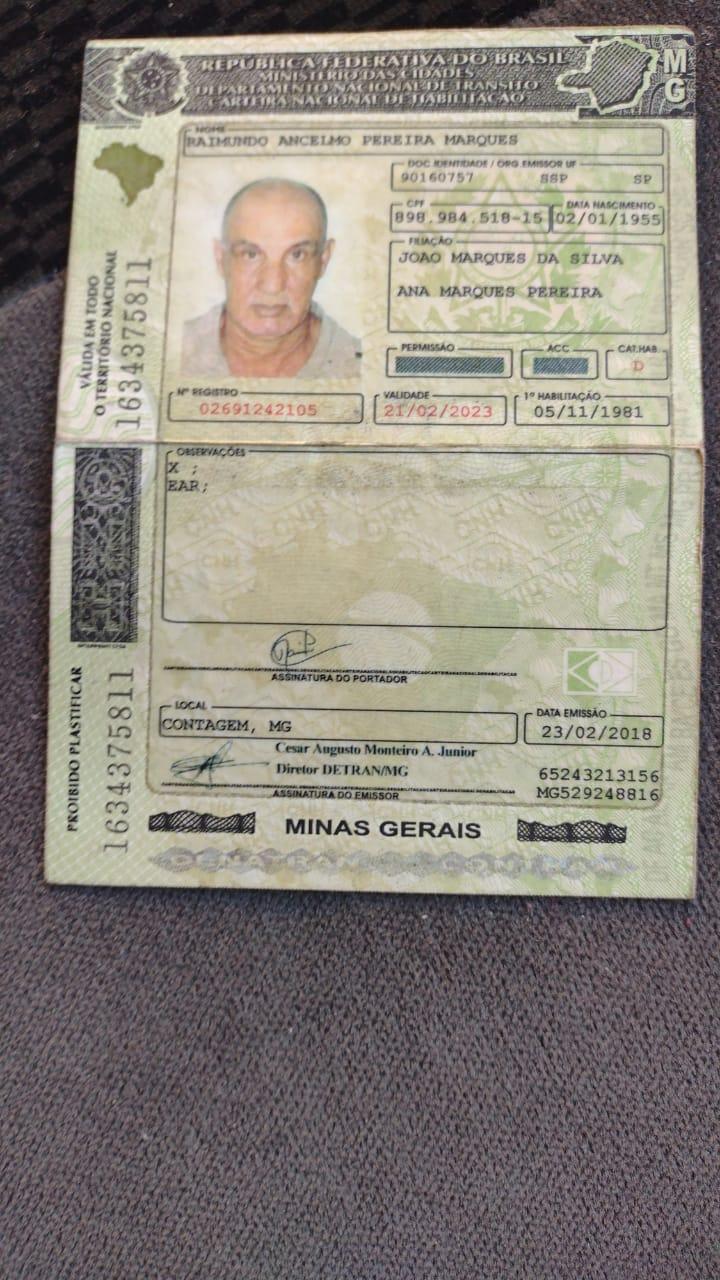 REPÚBLICA FEDERATIVA DO BRASIL
MINISTÉRIO DAS CIDADES
DEPARTAMENTO NACIONAL DE TRÂNSITO
CARTEIRA NACIONAL DE HABILITAÇÃO
MG
NOME
RAIMUNDO ANCELMO PEREIRA MARQUES
DOC. IDENTIDADE / ORG. EMISSOR UF
90160757 SSP SP
CPF
898.984.518-15
DATA NASCIMENTO
02/01/1955
FILIAÇÃO
JOAO MARQUES DA SILVA
ANA MARQUES PEREIRA
PERMISSÃO
ACC
CAT.HAB.
D
Nº REGISTRO
02691242105
VALIDADE
21/02/2023
1ª HABILITAÇÃO
05/11/1981
VÁLIDA EM TODO
O TERRITÓRIO NACIONAL
1634375811
OBSERVAÇÕES
X ;
EAR;
ASSINATURA DO PORTADOR
LOCAL
CONTAGEM, MG
DATA EMISSÃO
23/02/2018
Cesar Augusto Monteiro A. Junior
Diretor DETRAN/MG
ASSINATURA DO EMISSOR
65243213156
MG529248816
PROIBIDO PLASTIFICAR
1634375811
MINAS GERAIS